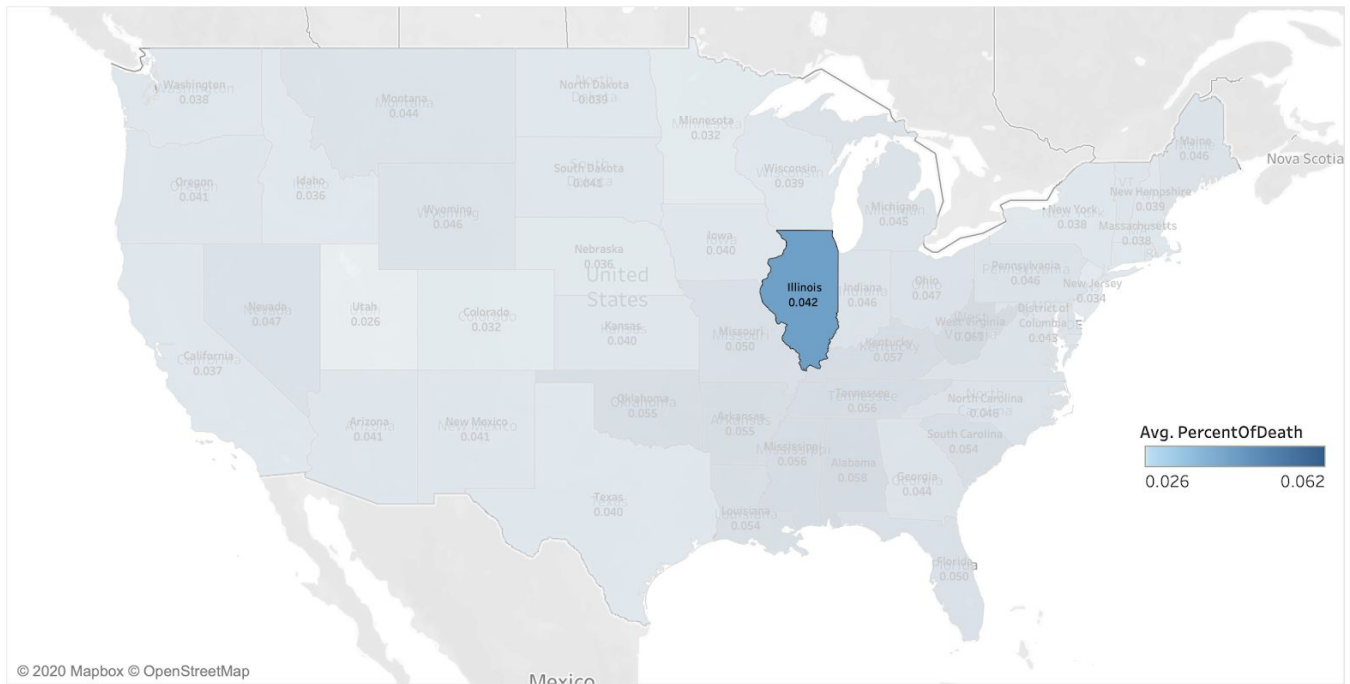 Washington
0.038
Montana
0.044
North Dakota
0.039
Minnesota
0.032
Maine
0.046
Nova Scotia
Oregon
0.041
Idaho
0.036
Wyoming
0.046
South Dakota
Wisconsin
0.039
Michigan
0.045
New York
0.038
VT
New Hampshire
0.039
Massachusetts
0.038
Iowa
0.040
Nebraska
0.036
United
States
Illinois
0.042
Indiana
0.046
Ohio
0.047
Pennsylvania
0.046
New Jersey
0.034
Nevada
0.047
Utah
0.026
Colorado
0.032
Kansas
0.040
Missouri
0.050
Kentucky
0.057
West Virginia
District of
Columbia
0.043
California
0.037
Arizona
0.041
New Mexico
0.041
Oklahoma
0.055
Arkansas
0.055
Tennessee
0.056
North Carolina
South Carolina
0.054
Mississippi
0.056
Alabama
0.058
Georgia
0.044
Texas
0.040
Louisiana
0.054
Florida
0.050
Avg. PercentOfDeath
0.026 0.062
© 2020 Mapbox © OpenStreetMap
Mexico